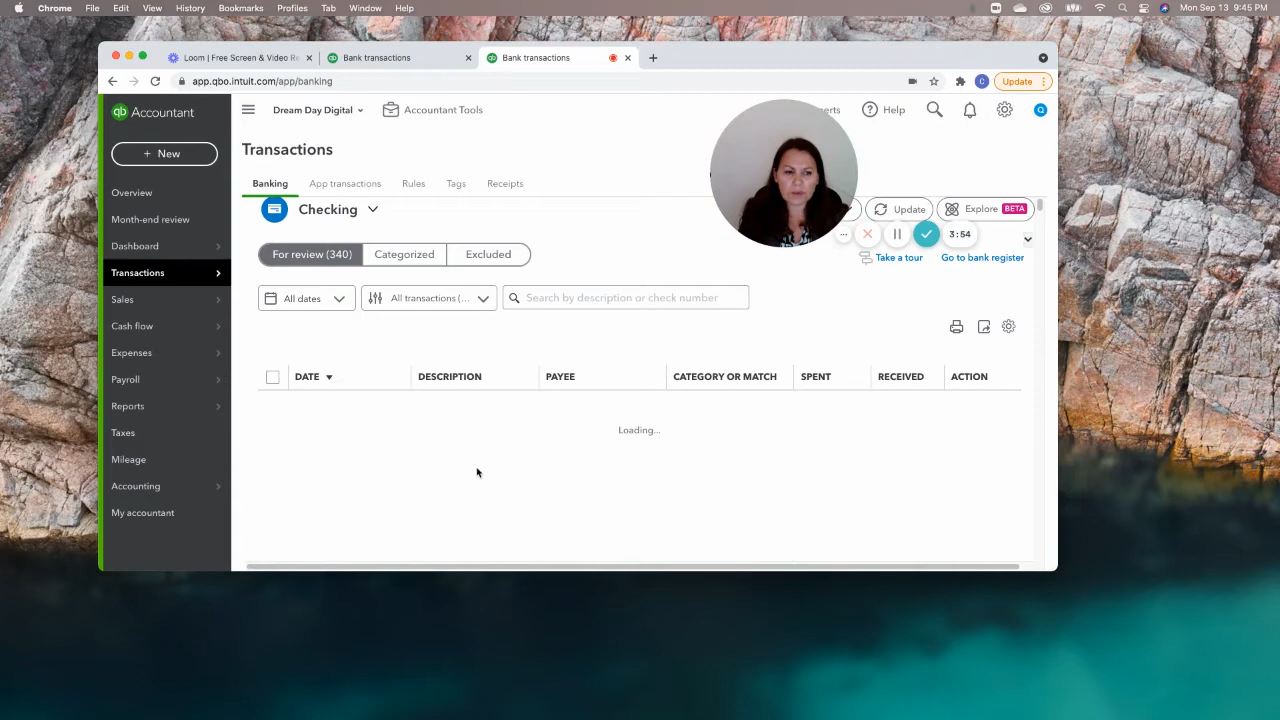 Chrome File Edit View History Bookmarks Profiles Tab Window Help Mon Sep 13 9:45 PM
Loom | Free Screen & Video Re Bank transactions Bank transactions
app.qbo.intuit.com/app/banking Update
qb Accountant Dream Day Digital Accountant Tools Help
+ New
Transactions
Banking App transactions Rules Tags Receipts
Overview
Month-end review
Dashboard
Transactions
Sales
Cash flow
Expenses
Payroll
Reports
Taxes
Mileage
Accounting
My accountant
Checking Update Explore BETA
3:54
For review (340) Categorized Excluded
Take a tour Go to bank register
All dates All transactions (... Search by description or check number
DATE DESCRIPTION PAYEE CATEGORY OR MATCH SPENT RECEIVED ACTION
Loading...